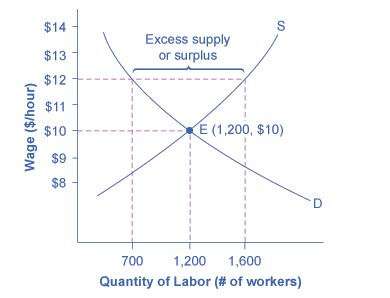 $14
$13
$12
$11
$10
$9
$8
Wage ($/hour)
S
Excess supply
or surplus
E (1,200, $10)
D
700
1,200
1,600
Quantity of Labor (# of workers)